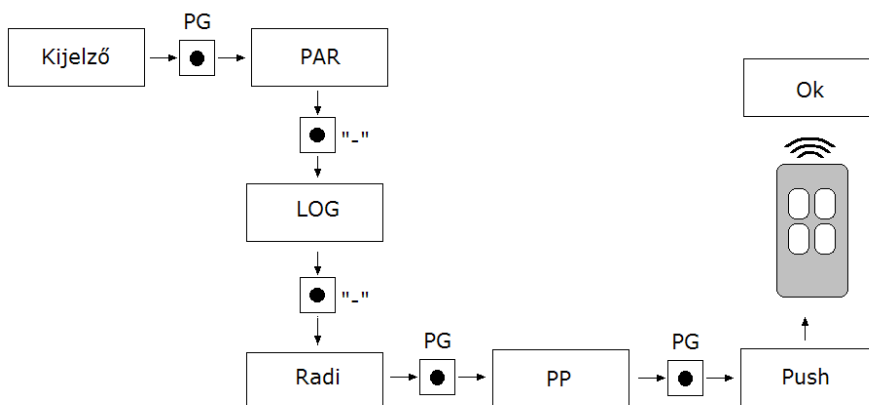 PG
Kijelző
PAR
"-"
LOG
"-"
Radi
PG
PP
PG
Push
Ok